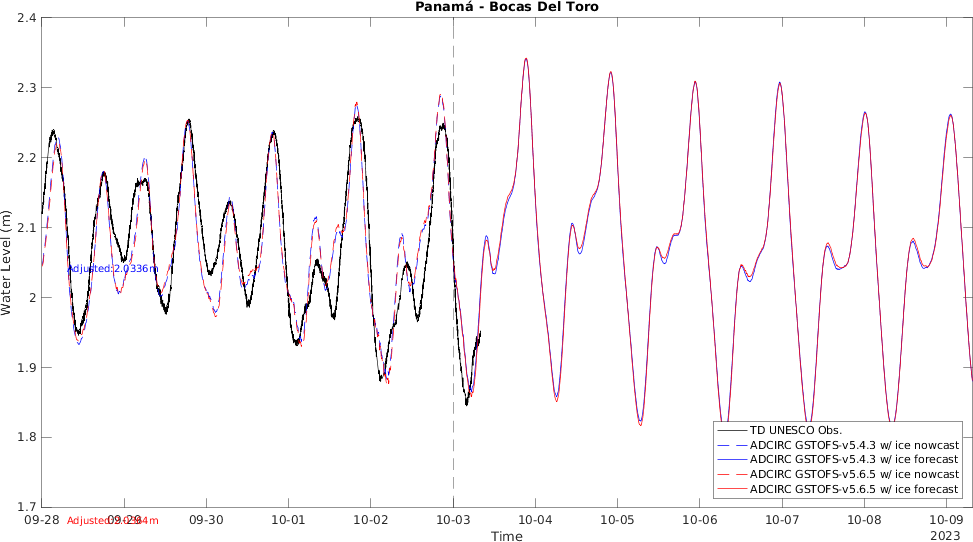 Panamá - Bocas Del Toro
2.4
2.3
2.2
2.1
2
1.9
1.8
1.7
Water Level (m)
Adjusted:2.0336m
TD UNESCO Obs.
ADCIRC GSTOFS-v5.4.3 w/ ice nowcast
ADCIRC GSTOFS-v5.4.3 w/ ice forecast
ADCIRC GSTOFS-v5.6.5 w/ ice nowcast
ADCIRC GSTOFS-v5.6.5 w/ ice forecast
09-28 09-29 09-30 10-01 10-02 10-03 10-04 10-05 10-06 10-07 10-08 10-09
2023
Time